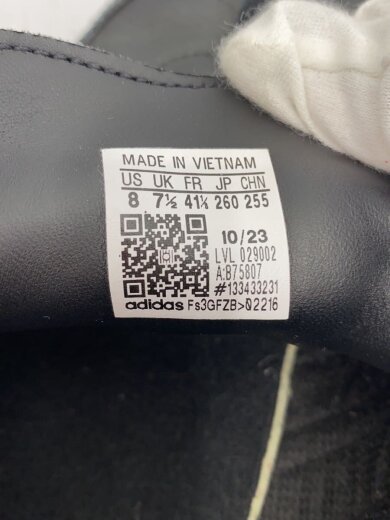 MADE IN VIETNAM
US UK FR JP CHN
8 7½ 41⅓ 260 255
10/23
LVL 029002
A:B75807
#133433231
adidas Fs3GFZB>02216